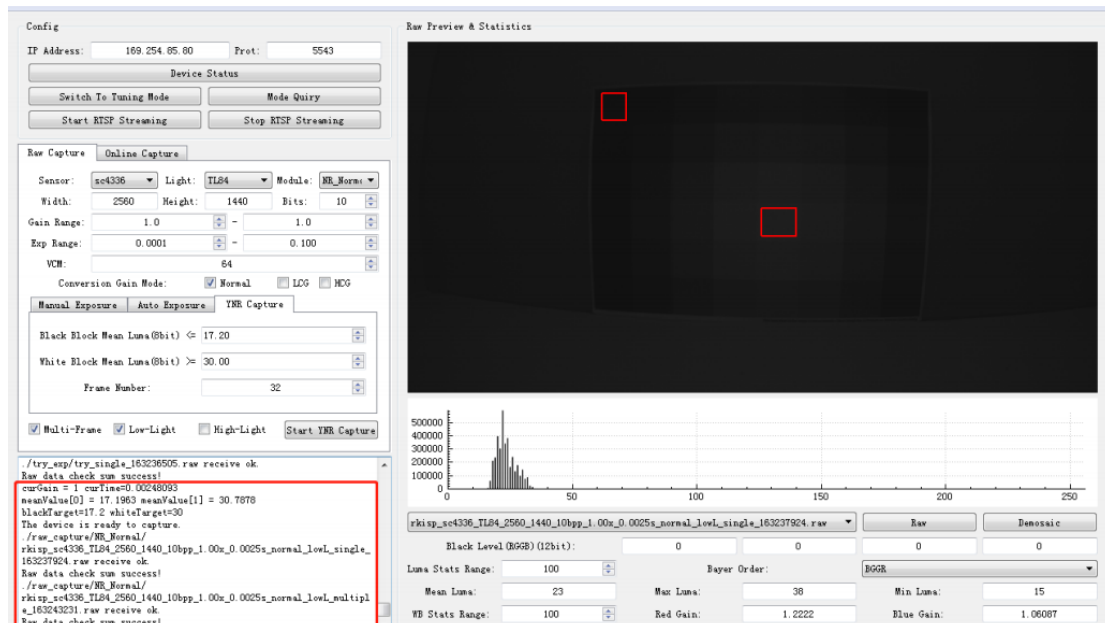 Config
IP Address: 169.254.85.80 Prot: 5543
Device Status
Switch To Tuning Mode Mode Quiry
Start RTSP Streaming Stop RTSP Streaming
Raw Capture Online Capture
Sensor: sc4336 Light: TL84 Module: NR_Norm
Width: 2560 Height: 1440 Bits: 10
Gain Range: 1.0 - 1.0
Exp Range: 0.0001 - 0.100
VCM: 64
Conversion Gain Mode: Normal LCG HCG
Manual Exposure Auto Exposure YNR Capture
Black Block Mean Luma(8bit) <= 17.20
White Block Mean Luma(8bit) >= 30.00
Frame Number: 32
Multi-Frame Low-Light High-Light Start YNR Capture
./try_exp/try_single_163236505.raw receive ok.
Raw data check sum success!
curGain = 1 curTime=0.00248093
meanValue[0] = 17.1963 meanValue[1] = 30.7878
blackTarget=17.2 whiteTarget=30
The device is ready to capture.
./raw_capture/NR_Normal/
rkisp_sc4336_TL84_2560_1440_10bpp_1.00x_0.0025s_normal_lowL_single_
163237924.raw receive ok.
Raw data check sum success!
./raw_capture/NR_Normal/
rkisp_sc4336_TL84_2560_1440_10bpp_1.00x_0.0025s_normal_lowL_multipl
e_163243231.raw receive ok.
Raw data check sum success!
Raw Preview & Statistics
500000
400000
300000
200000
100000
0
0 50 100 150 200 250
rkisp_sc4336_TL84_2560_1440_10bpp_1.00x_0.0025s_normal_lowL_single_163237924.raw Raw Demosaic
Black Level(RGGB)(12bit): 0 0 0 0
Luma Stats Range: 100 Bayer Order: BGGR
Mean Luma: 23 Max Luma: 38 Min Luma: 15
WB Stats Range: 100 Red Gain: 1.2222 Blue Gain: 1.06087